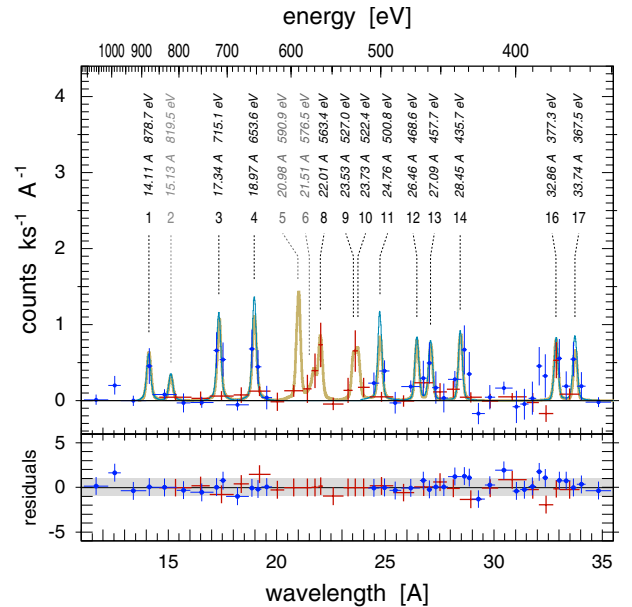 energy [eV]
1000 900 800 700 600 500 400
4
3
2
1
0
counts ks⁻¹ A⁻¹
14.11 A 878.7 eV
15.13 A 819.5 eV
17.34 A 715.1 eV
18.97 A 653.6 eV
20.98 A 590.9 eV
21.51 A 576.5 eV
22.01 A 563.4 eV
23.53 A 527.0 eV
23.73 A 522.4 eV
24.76 A 500.8 eV
26.46 A 468.6 eV
27.09 A 457.7 eV
28.45 A 435.7 eV
32.86 A 377.3 eV
33.74 A 367.5 eV
1 2 3 4 5 6 8 9 10 11 12 13 14 16 17
5
0
-5
residuals
15 20 25 30 35
wavelength [A]